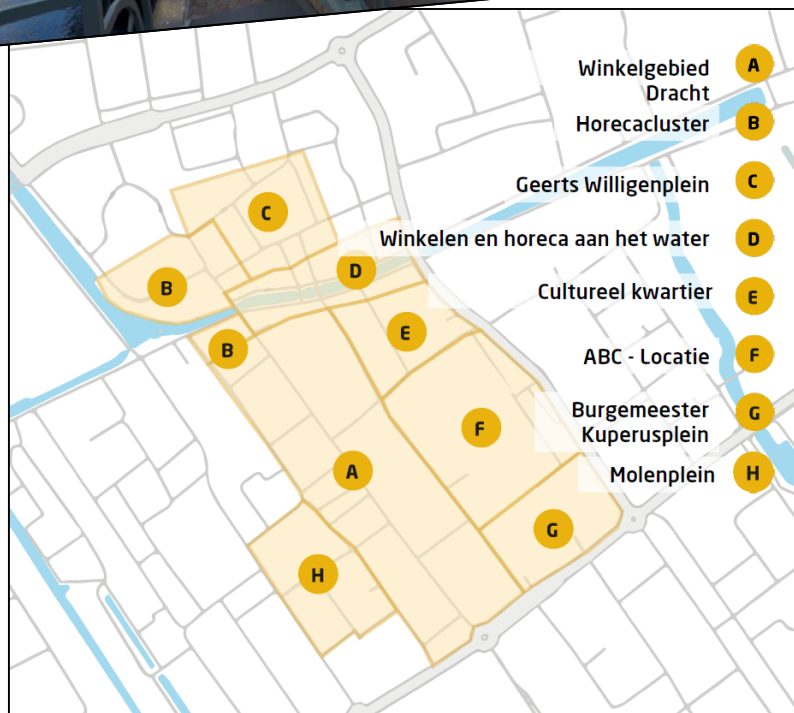 Winkelgebied
Dracht
A
Horecacluster
B
Geerts Willigenplein
C
Winkelen en horeca aan het water
D
Cultureel kwartier
E
ABC - Locatie
F
Burgemeester
Kuperusplein
G
Molenplein
H
C
B
D
B
E
A
F
G
H